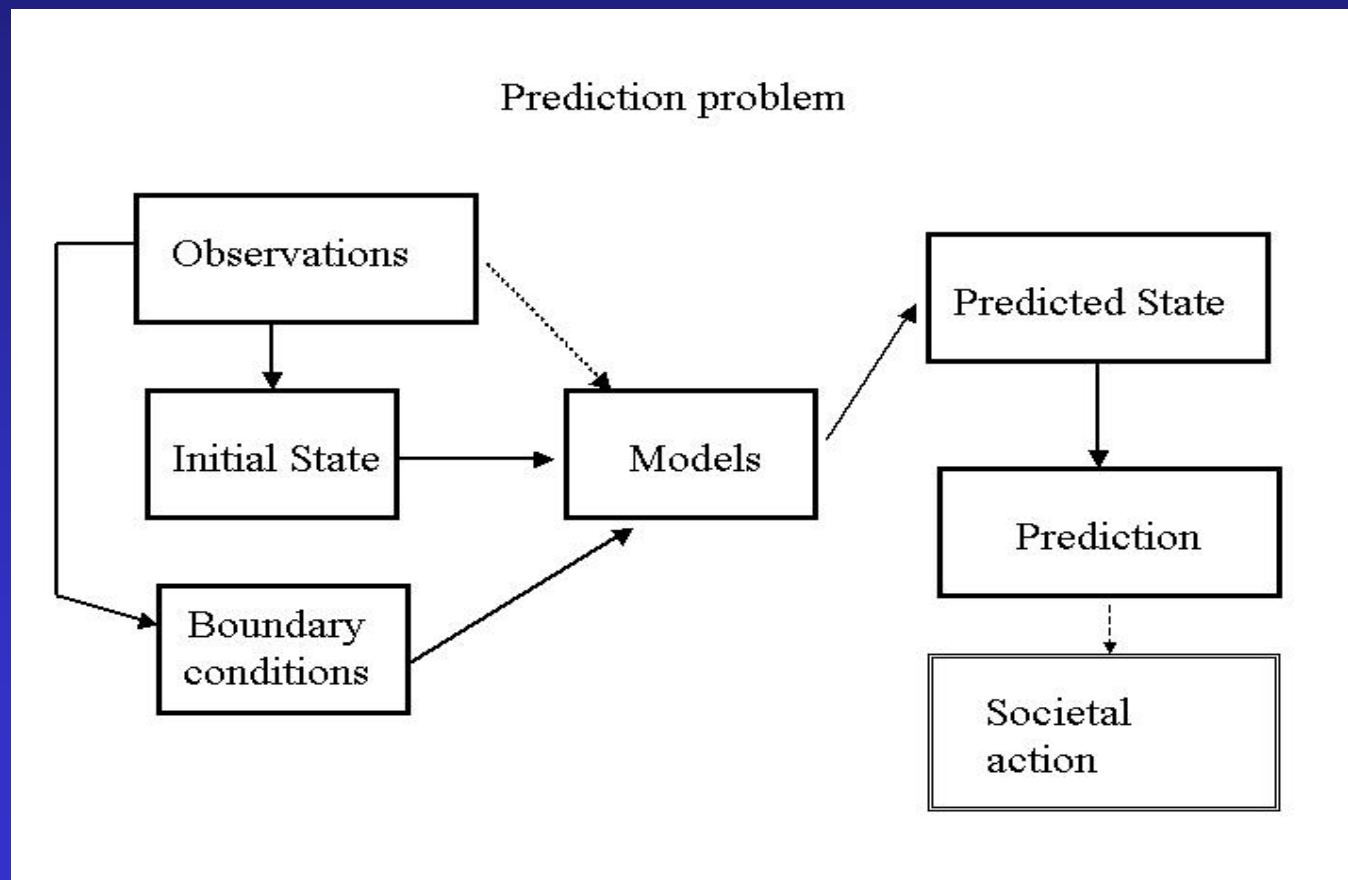 Prediction problem
Observations
Initial State
Boundary
conditions
Models
Predicted State
Prediction
Societal
action